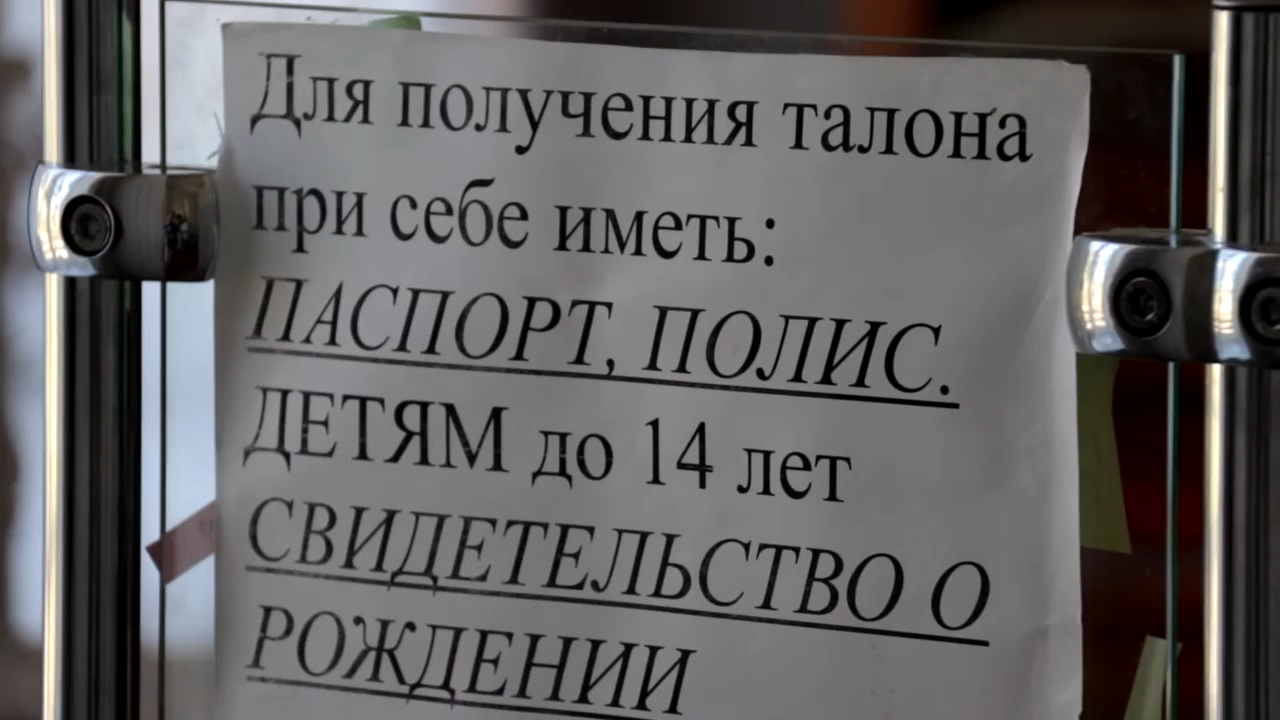 Для получения талона
при себе иметь:
ПАСПОРТ, ПОЛИС.
ДЕТЯМ до 14 лет
СВИДЕТЕЛЬСТВО О
РОЖДЕНИИ